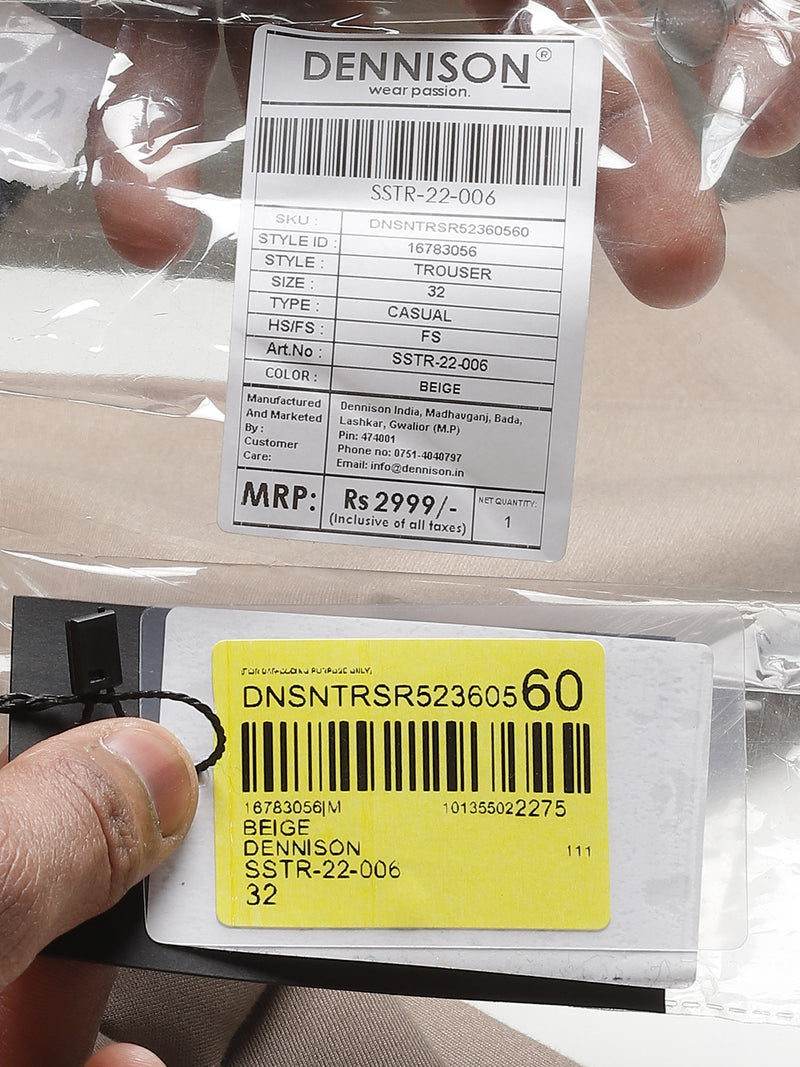 DENNISON®
wear passion.
SSTR-22-006
SKU : DNSNTRSR52360560
STYLE ID : 16783056
STYLE : TROUSER
SIZE : 32
TYPE : CASUAL
HS/FS : FS
Art.No : SSTR-22-006
COLOR : BEIGE
Manufactured And Marketed By :
Customer Care:
Dennison India, Madhavganj, Bada,
Lashkar, Gwalior (M.P)
Pin: 474001
Phone no: 0751-4040797
Email: info@dennison.in
MRP: Rs 2999/-
(Inclusive of all taxes)
NET QUANTITY:
1
PURPOSE ONLY)
DNSNTRSR52360560
16783056|M 101355022275
BEIGE
DENNISON 111
SSTR-22-006
32